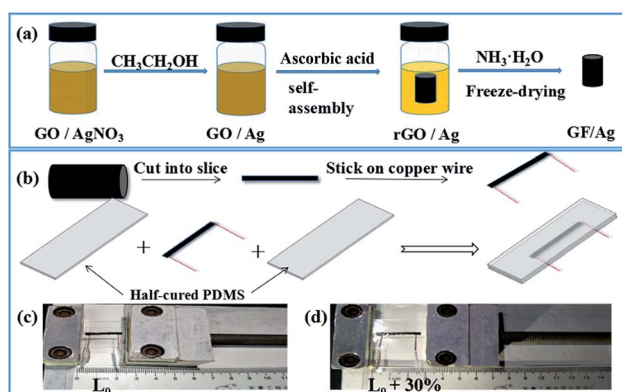 (a)
CH₃CH₂OH
Ascorbic acid
self-assembly
NH₃·H₂O
Freeze-drying
GO / AgNO₃
GO / Ag
rGO / Ag
GF/Ag
(b)
Cut into slice
Stick on copper wire
+
+
Half-cured PDMS
(c)
L₀
(d)
L₀ + 30%